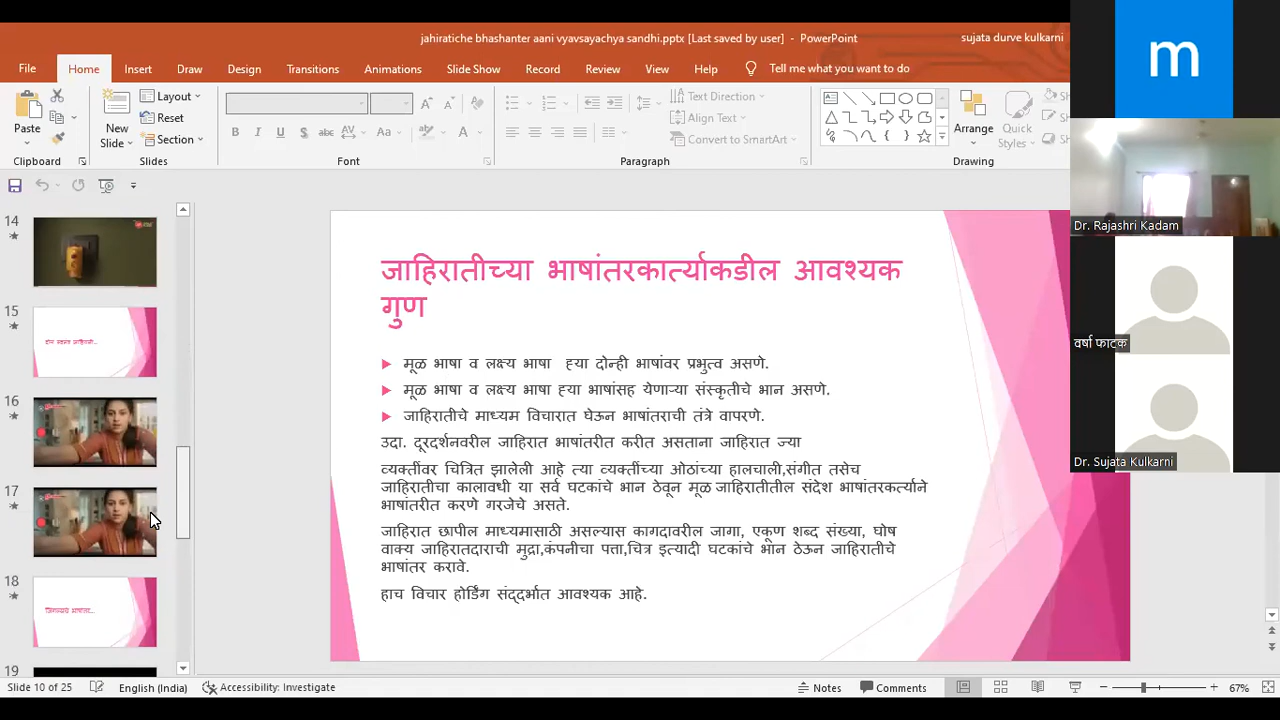 jahiratiche bhashanter aani vyavsayachya sandhi.pptx [Last saved by user] - PowerPoint
sujata durve kulkarni
m
File Home Insert Draw Design Transitions Animations Slide Show Record Review View Help Tell me what you want to do
Paste
New Slide
Layout
Reset
Section
Text Direction
Align Text
Convert to SmartArt
Arrange
Quick Styles
Clipboard Slides Font Paragraph Drawing
Dr. Rajashri Kadam
वर्षा फाटक
Dr. Sujata Kulkarni
14
15
16
17
18
19
जाहिरातीच्या भाषांतरकार्त्याकडील आवश्यक
गुण
मूळ भाषा व लक्ष्य भाषा ह्या दोन्ही भाषांवर प्रभुत्व असणे.
मूळ भाषा व लक्ष्य भाषा ह्या भाषांसह येणाऱ्या संस्कृतीचे भान असणे.
जाहिरातीचे माध्यम विचारात घेऊन भाषांतराची तंत्रे वापरणे.
उदा. दूरदर्शनवरील जाहिरात भाषांतरीत करीत असताना जाहिरात ज्या
व्यक्तींवर चित्रित झालेली आहे त्या व्यक्तींच्या ओठांच्या हालचाली,संगीत तसेच
जाहिरातीचा कालावधी या सर्व घटकांचे भान ठेवून मूळ जाहिरातीतील संदेश भाषांतरकर्त्याने
भाषांतरीत करणे गरजेचे असते.
जाहिरात छापील माध्यमासाठी असल्यास कागदावरील जागा, एकूण शब्द संख्या, घोष
वाक्य जाहिरातदाराची मुद्रा,कंपनीचा पत्ता,चित्र इत्यादी घटकांचे भान ठेऊन जाहिरातीचे
भाषांतर करावे.
हाच विचार होर्डिंग संद्दर्भात आवश्यक आहे.
Slide 10 of 25 English (India) Accessibility: Investigate Notes Comments 67%